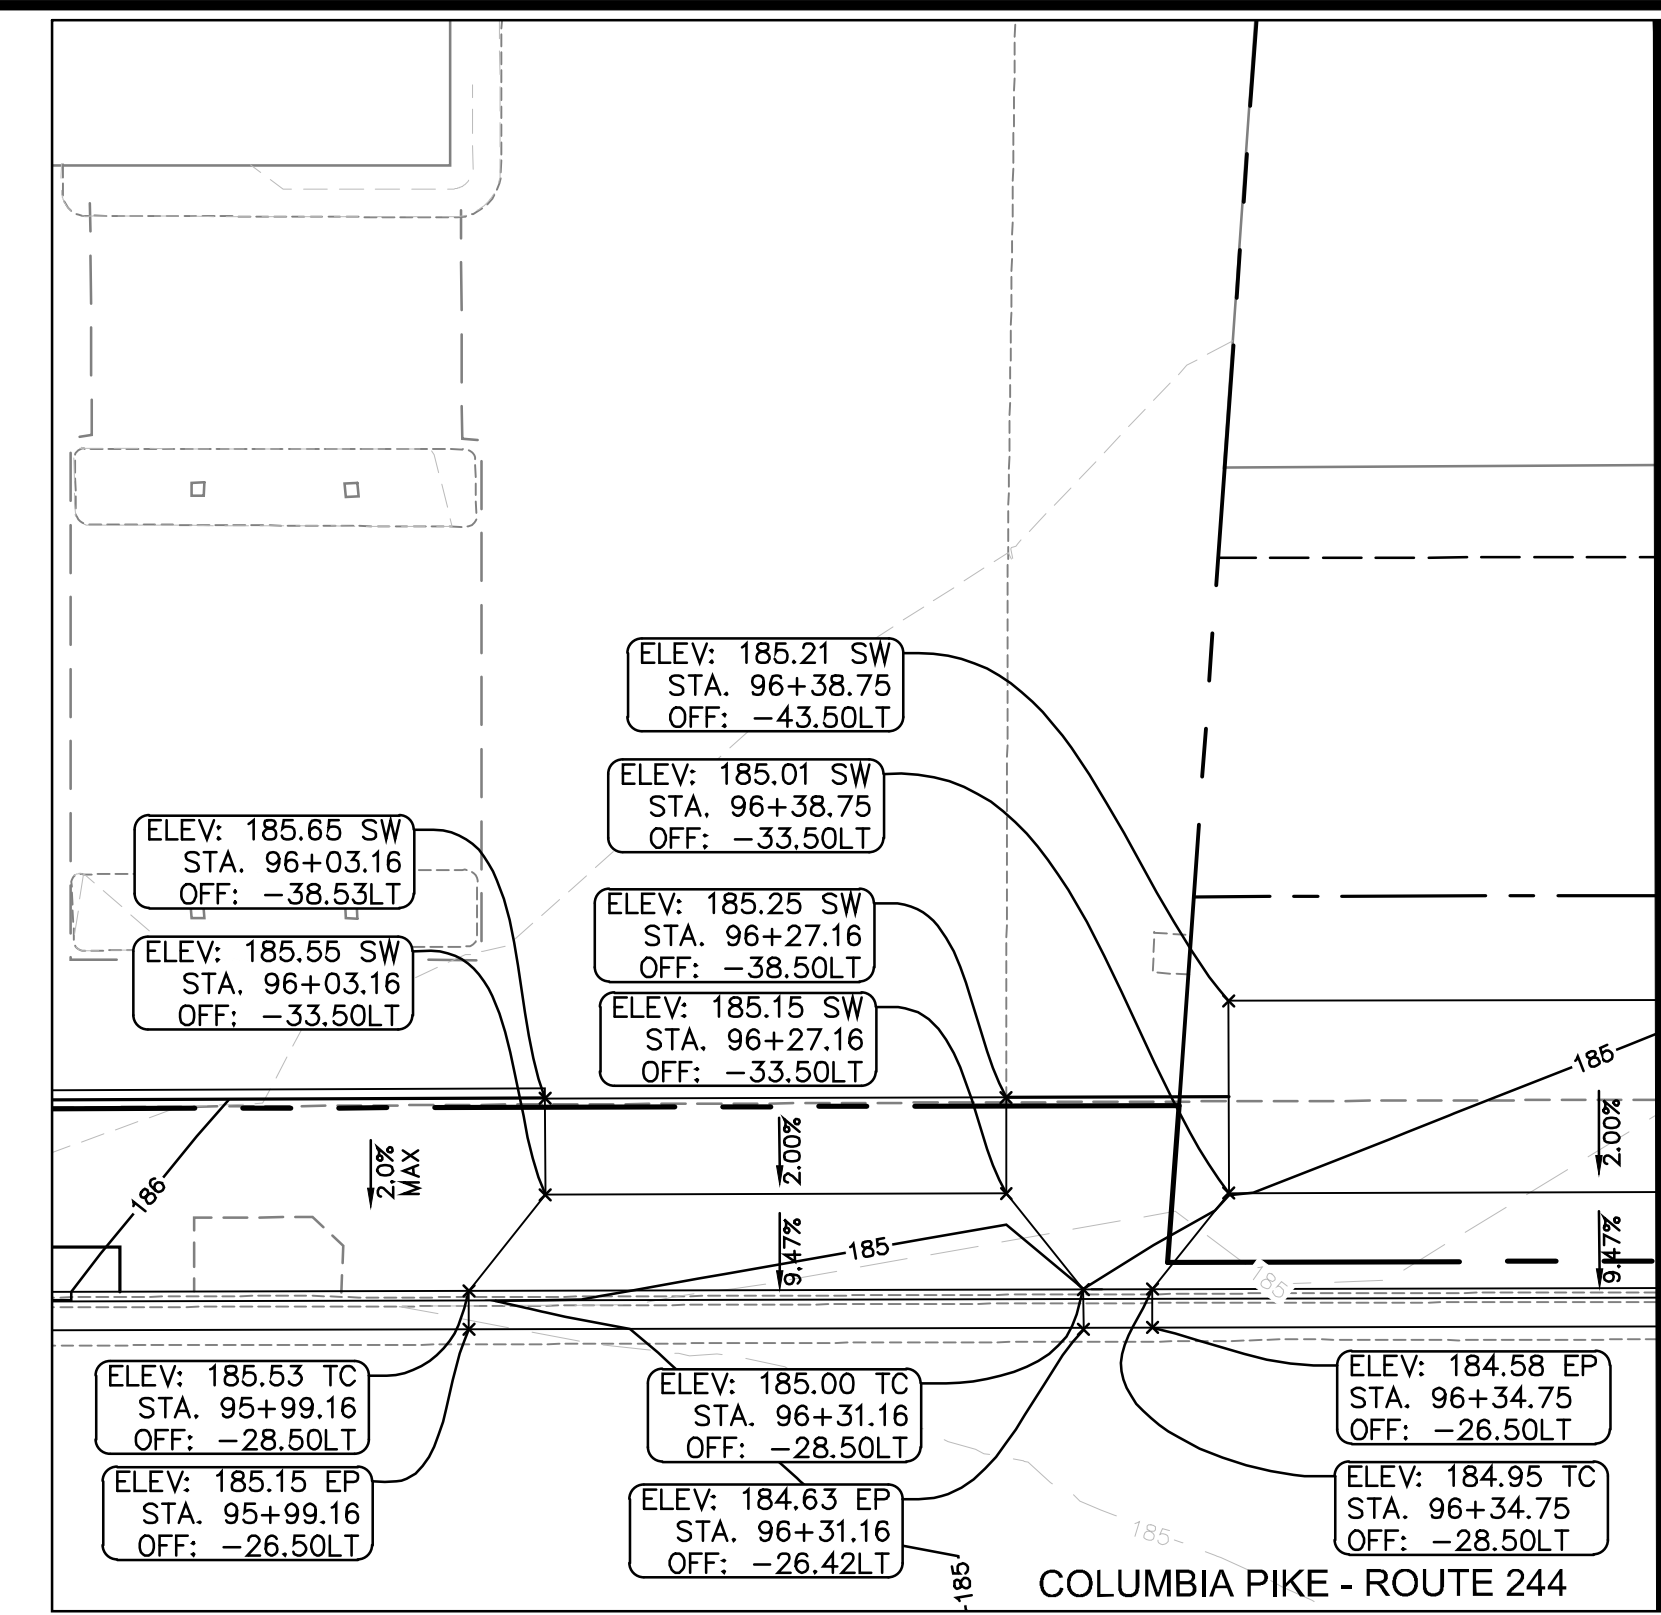 ELEV: 185.21 SW
STA. 96+38.75
OFF: -43.50LT
ELEV: 185.01 SW
STA. 96+38.75
OFF: -33.50LT
ELEV: 185.65 SW
STA. 96+03.16
OFF: -38.53LT
ELEV: 185.25 SW
STA. 96+27.16
OFF: -38.50LT
ELEV: 185.55 SW
STA. 96+03.16
OFF: -33.50LT
ELEV: 185.15 SW
STA. 96+27.16
OFF: -33.50LT
185
186
2.0%
MAX
2.00%
2.00%
9.47%
185
9.47%
185
ELEV: 185.53 TC
STA. 95+99.16
OFF: -28.50LT
ELEV: 185.00 TC
STA. 96+31.16
OFF: -28.50LT
ELEV: 184.58 EP
STA. 96+34.75
OFF: -26.50LT
ELEV: 185.15 EP
STA. 95+99.16
OFF: -26.50LT
ELEV: 184.63 EP
STA. 96+31.16
OFF: -26.42LT
ELEV: 184.95 TC
STA. 96+34.75
OFF: -28.50LT
185
185
COLUMBIA PIKE - ROUTE 244